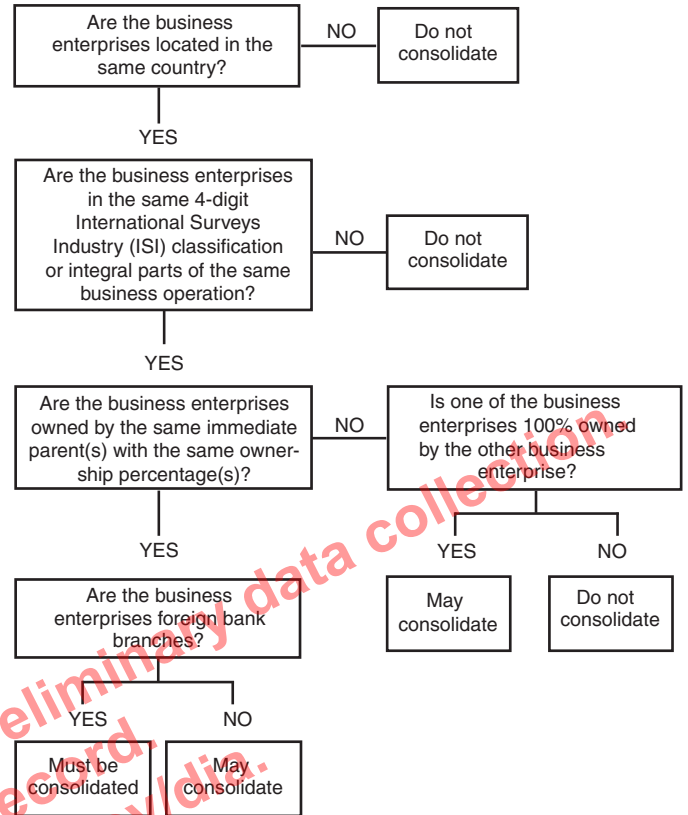 Are the business
enterprises located in the
same country?
NO
Do not
consolidate
YES
Are the business enterprises
in the same 4-digit
International Surveys
Industry (ISI) classification
or integral parts of the same
business operation?
NO
Do not
consolidate
YES
Are the business enterprises
owned by the same immediate
parent(s) with the same owner-
ship percentage(s)?
NO
Is one of the business
enterprises 100% owned
by the other business
enterprise?
YES
NO
May
consolidate
Do not
consolidate
YES
Are the business
enterprises foreign bank
branches?
YES
NO
Must be
consolidated
May
consolidate
data collection.